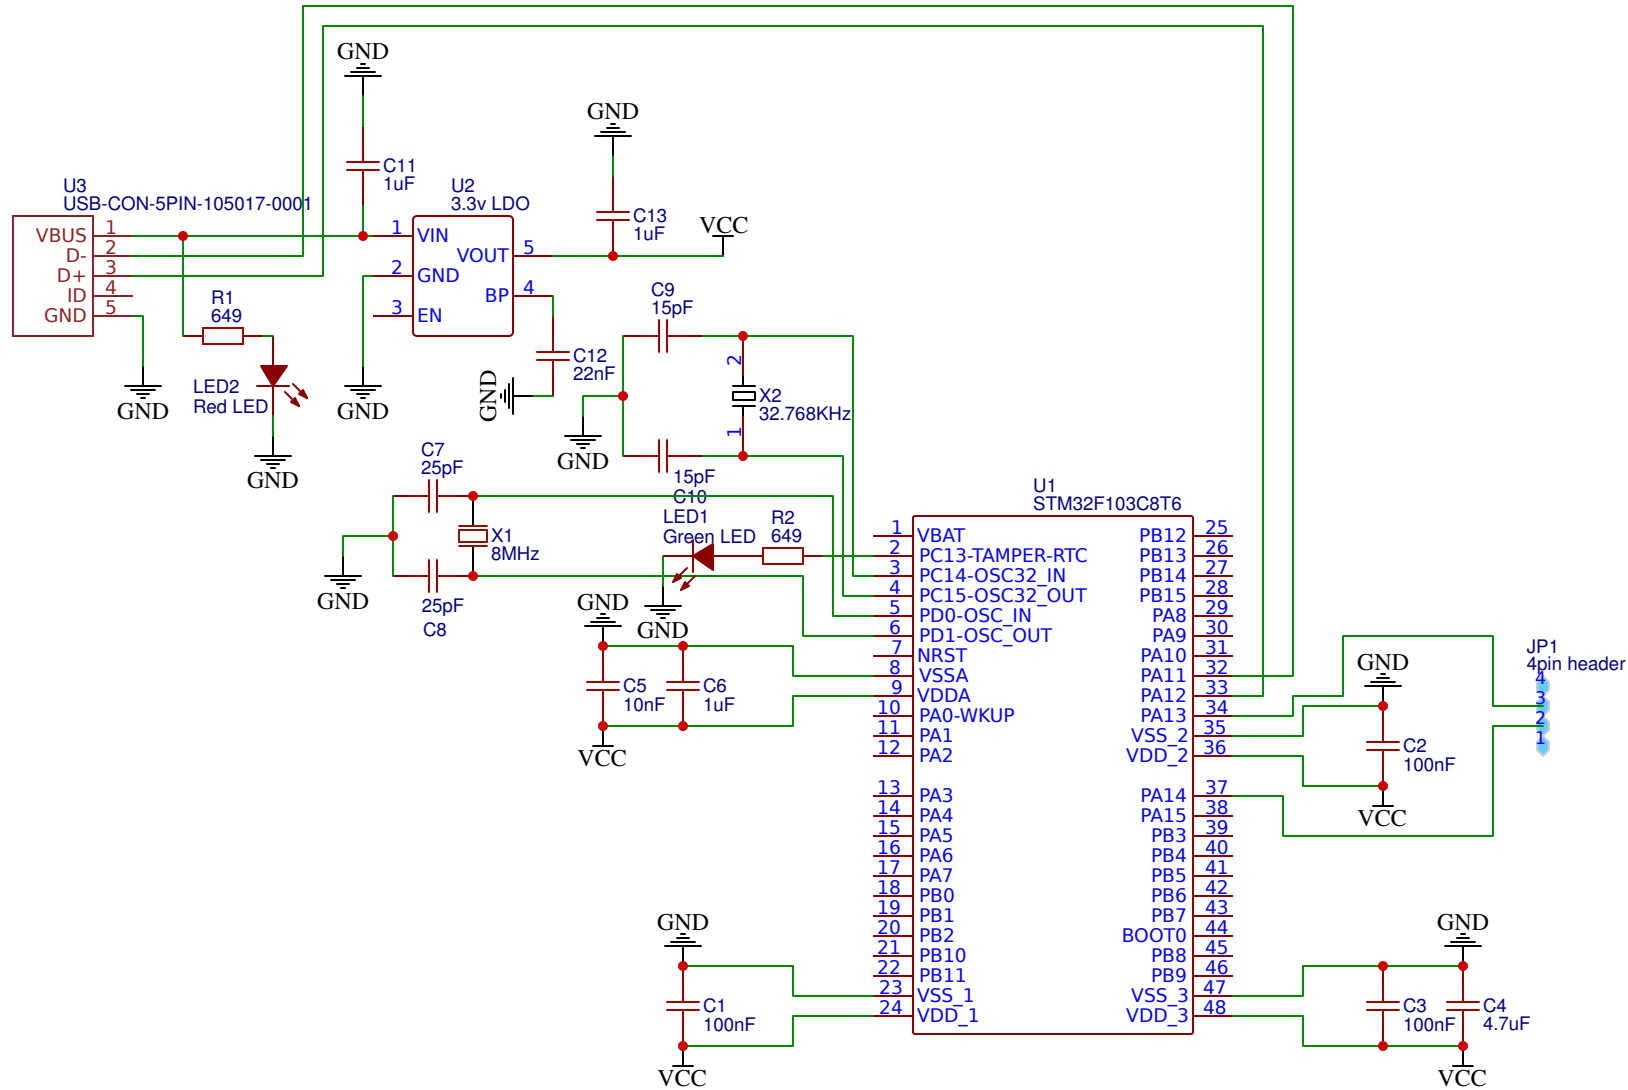 GND
GND
C11
1uF
U3
USB-CON-5PIN-105017-0001
U2
3.3v LDO
C13
1uF
VCC
VBUS 1
D- 2
D+ 3
ID 4
GND 5
1 VIN
2 GND
3 EN
VOUT 5
BP 4
R1
649
LED2
Red LED
GND
GND
GND
C12
22nF
GND
C9
15pF
2
X2
32.768KHz
1
GND
15pF
C10
C7
25pF
X1
8MHz
25pF
C8
GND
LED1
Green LED
R2
649
GND
GND
C5
10nF
C6
1uF
VCC
U1
STM32F103C8T6
1 VBAT
2 PC13-TAMPER-RTC
3 PC14-OSC32_IN
4 PC15-OSC32_OUT
5 PD0-OSC_IN
6 PD1-OSC_OUT
7 NRST
8 VSSA
9 VDDA
10 PA0-WKUP
11 PA1
12 PA2
13 PA3
14 PA4
15 PA5
16 PA6
17 PA7
18 PB0
19 PB1
20 PB2
21 PB10
22 PB11
23 VSS_1
24 VDD_1
PB12 25
PB13 26
PB14 27
PB15 28
PA8 29
PA9 30
PA10 31
PA11 32
PA12 33
PA13 34
VSS_2 35
VDD_2 36
PA14 37
PA15 38
PB3 39
PB4 40
PB5 41
PB6 42
PB7 43
BOOT0 44
PB8 45
PB9 46
VSS_3 47
VDD_3 48
JP1
4pin header
4
3
2
1
GND
C2
100nF
VCC
GND
C1
100nF
VCC
GND
C3
100nF
C4
4.7uF
VCC